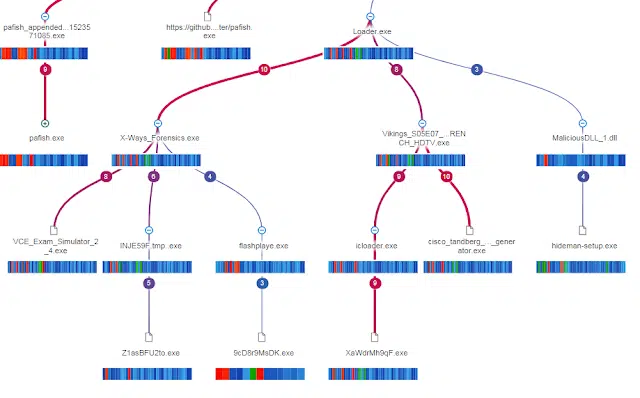 pafish_appended...15235
71085.exe
https://github....ter/pafish.
exe
Loader.exe
9
10
8
3
pafish.exe
X-Ways_Forensics.exe
Vikings_S05E07_...REN
CH_HDTV.exe
MaliciousDLL_1.dll
8
6
4
9
10
4
VCE_Exam_Simulator_2
_4.exe
INJE59F.tmp .exe
flashplaye.exe
icloader.exe
cisco_tandberg_..._gener
ator.exe
hideman-setup.exe
5
3
9
Z1asBFU2to.exe
9cD8r9MsDK.exe
XaWdrMh9qF.exe